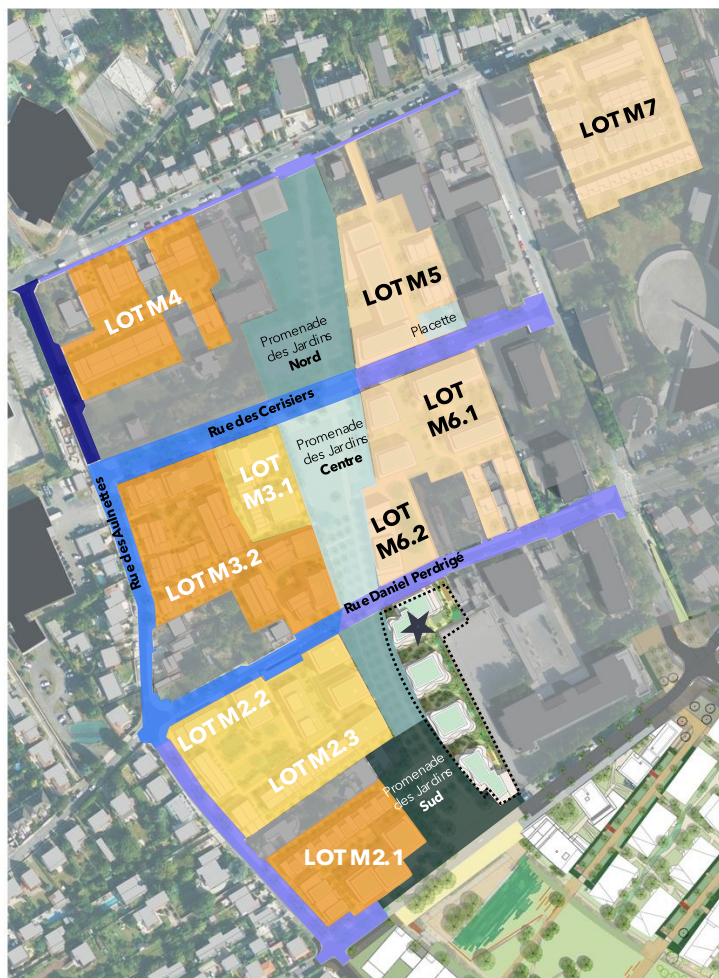 LOT M7
LOT M4
LOT M5
Promenade
des Jardins
Nord
Placette
Rue des Cerisiers
LOT
M6.1
Promenade
des Jardins
Centre
LOT
M3.1
Rue des Aulnettes
LOT
M6.2
LOT M3.2
Rue Daniel Perdrigé
LOT M2.2
LOT M2.3
Promenade
des Jardins
Sud
LOT M2.1